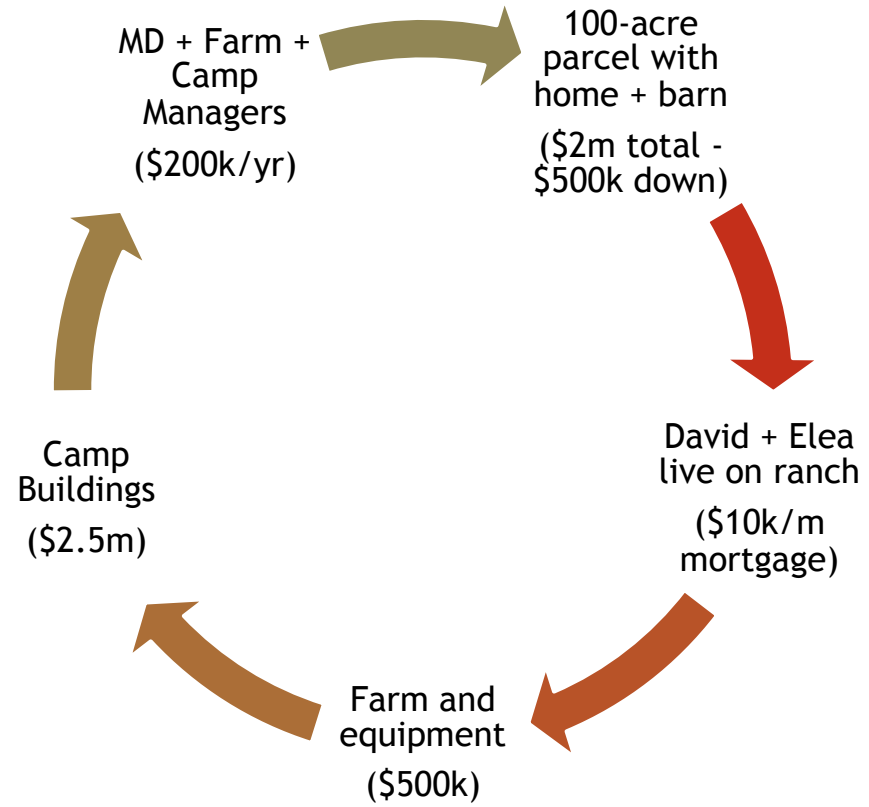 100-acre
parcel with
home + barn
($2m total -
$500k down)
David + Elea
live on ranch
($10k/m
mortgage)
Farm and
equipment
($500k)
Camp
Buildings
($2.5m)
MD + Farm +
Camp
Managers
($200k/yr)